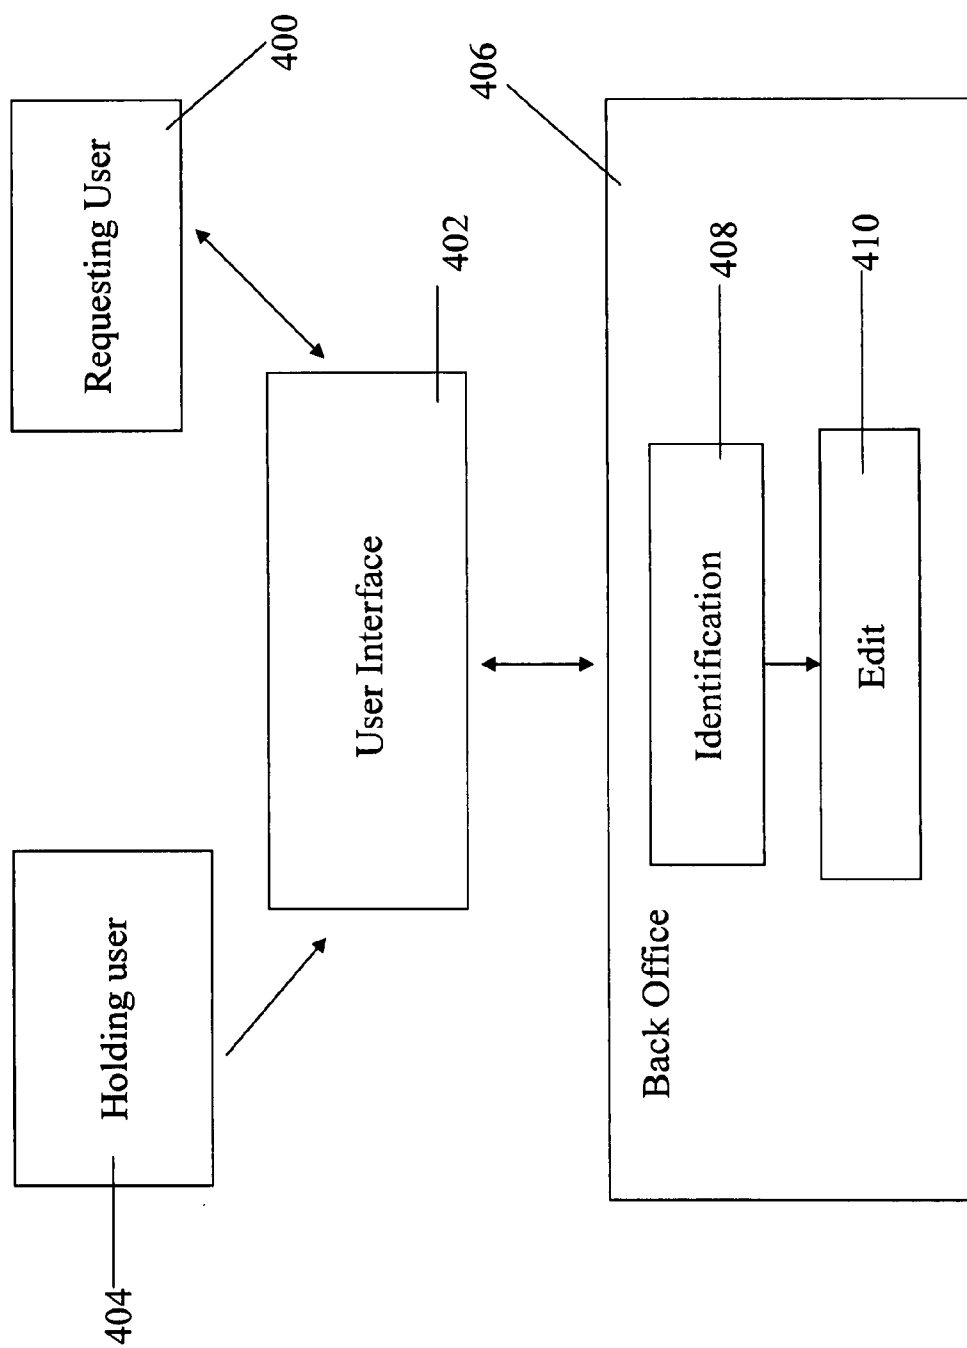 404
Holding user
Requesting User
400
User Interface
402
406
Back Office
Identification
408
Edit
410